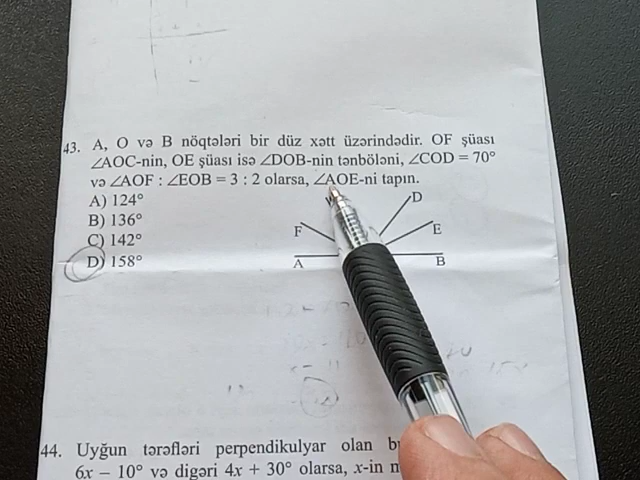 43. A, O və B nöqtələri bir düz xətt üzərindədir. OF şüası
∠AOC-nin, OE şüası isə ∠DOB-nin tənböləni, ∠COD = 70°
və ∠AOF : ∠EOB = 3 : 2 olarsa, ∠AOE-ni tapın.
A) 124°
B) 136°
C) 142°
D) 158°
D
F
E
A
B
44. Uyğun tərəfləri perpendikulyar olan
6x − 10° və digəri 4x + 30° olarsa, x-in